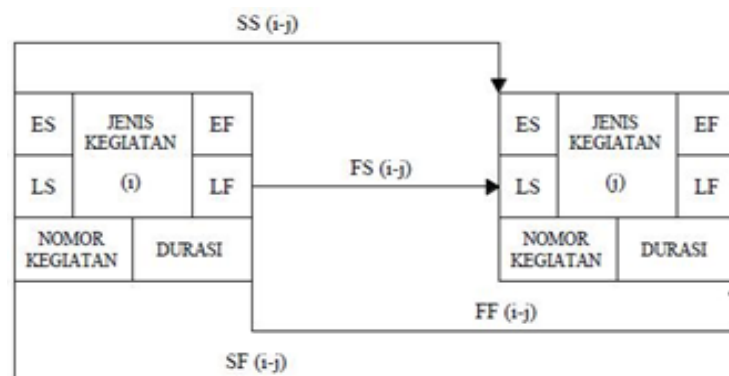 SS (i-j)
ES
JENIS
KEGIATAN
(i)
EF
LS
LF
NOMOR
KEGIATAN
DURASI
FS (i-j)
ES
JENIS
KEGIATAN
(j)
EF
LS
LF
NOMOR
KEGIATAN
DURASI
FF (i-j)
SF (i-j)